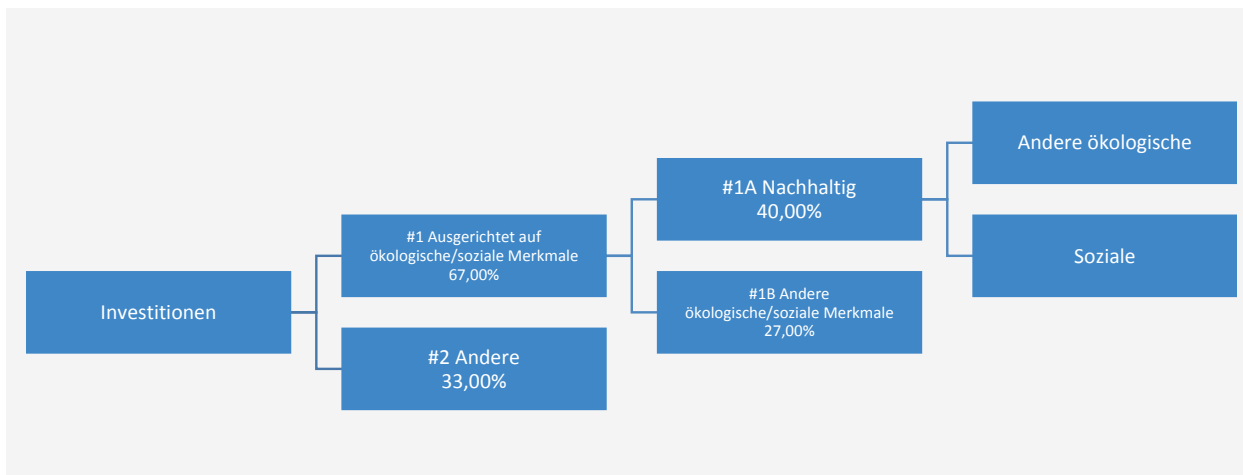 Investitionen
#1 Ausgerichtet auf
ökologische/soziale Merkmale
67,00%
#2 Andere
33,00%
#1A Nachhaltig
40,00%
#1B Andere
ökologische/soziale Merkmale
27,00%
Andere ökologische
Soziale